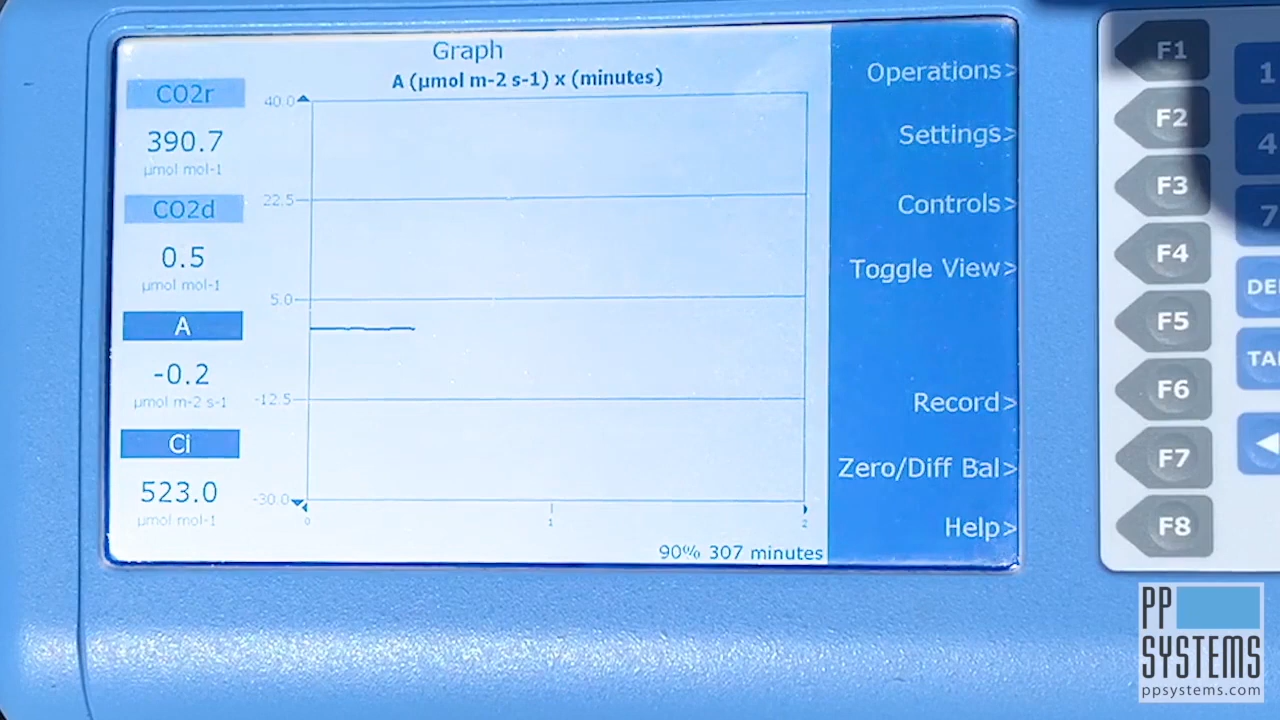 Graph
A (µmol m-2 s-1) x (minutes)
CO2r
390.7
µmol mol-1
CO2d
0.5
µmol mol-1
A
-0.2
µmol m-2 s-1
Ci
523.0
µmol mol-1
40.0
22.5
5.0
-12.5
-30.0
0
1
2
90% 307 minutes
Operations>
Settings>
Controls>
Toggle View>
Record>
Zero/Diff Bal>
Help>
F1
F2
F3
F4
F5
F6
F7
F8
1
4
7
PP
SYSTEMS
ppsystems.com